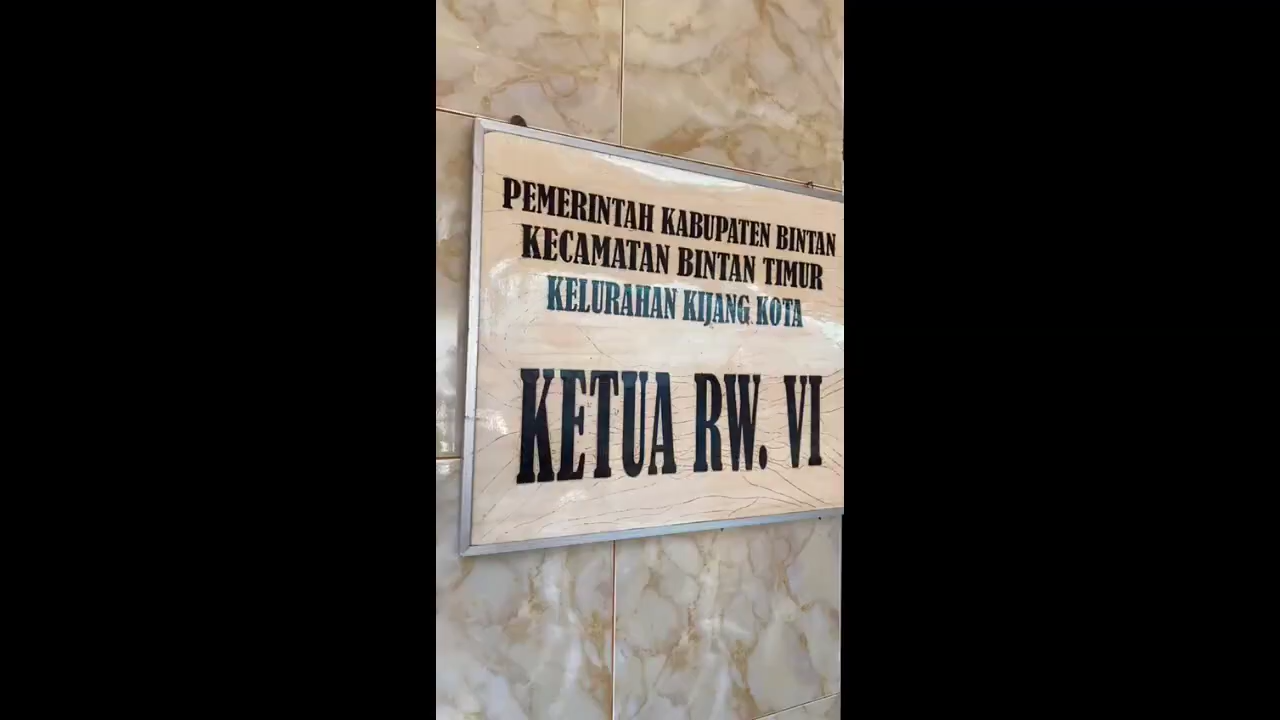 PEMERINTAH KABUPATEN BINTAN
KECAMATAN BINTAN TIMUR
KELURAHAN KIJANG KOTA
KETUA RW. VI